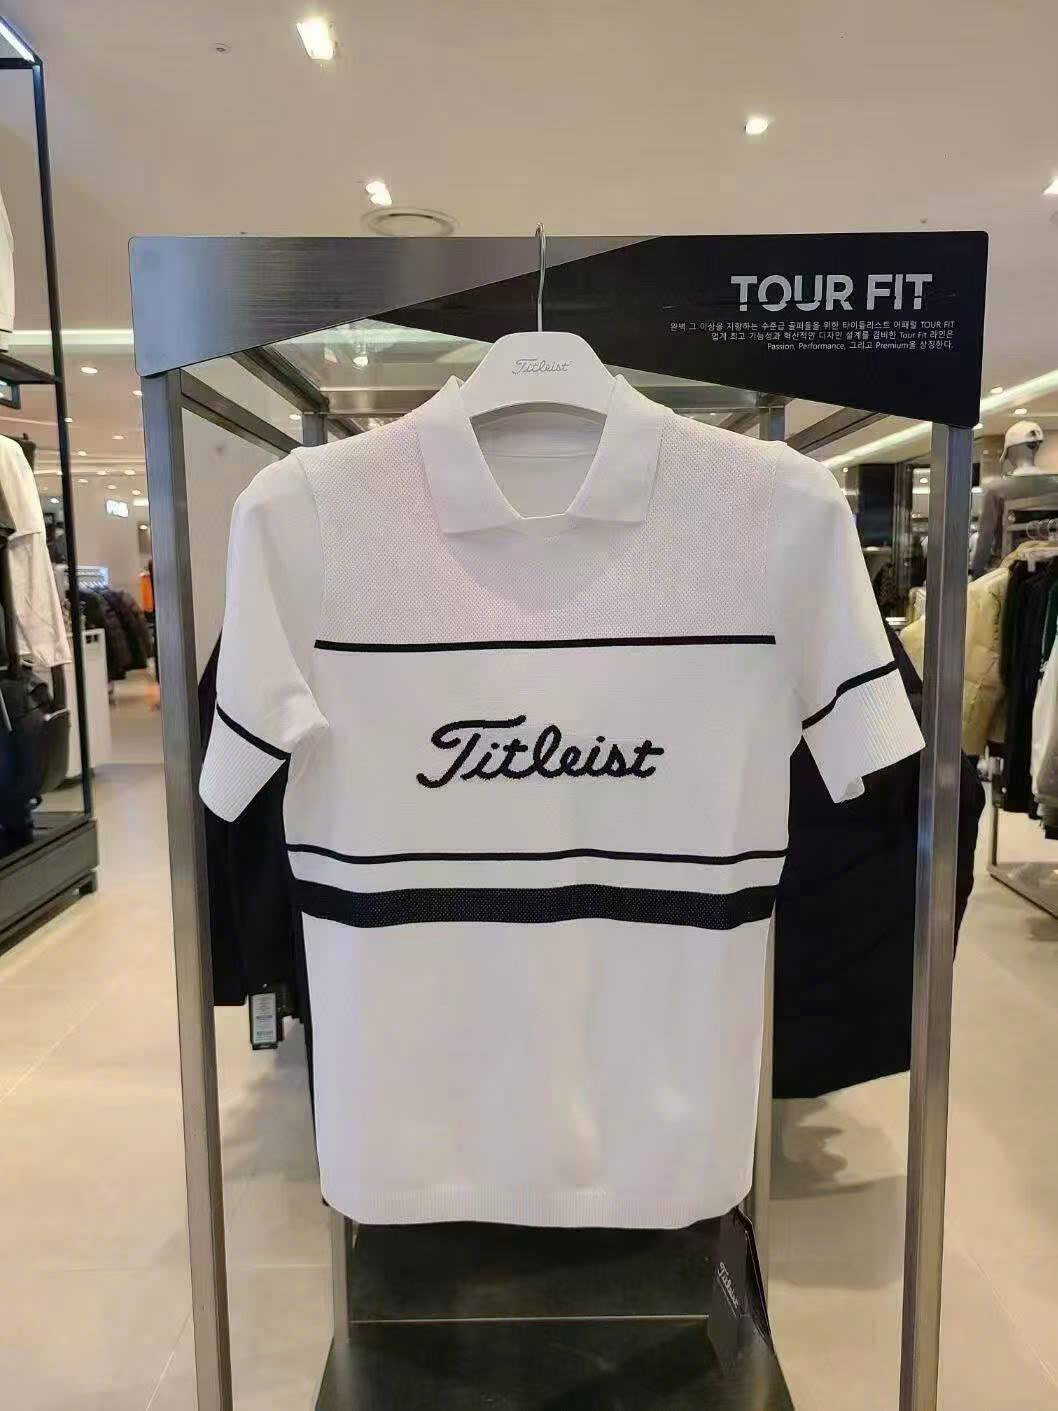 TOUR FIT
완벽 그 이상을 지향하는 수준급 골퍼들을 위한 타이틀리스트 어패럴 TOUR FIT
업계 최고 기능성과 혁신적인 디자인 설계를 겸비한 Tour Fit 라인은
Passion, Performance, 그리고 Premium을 상징한다.
Titleist
Titleist
Titleist